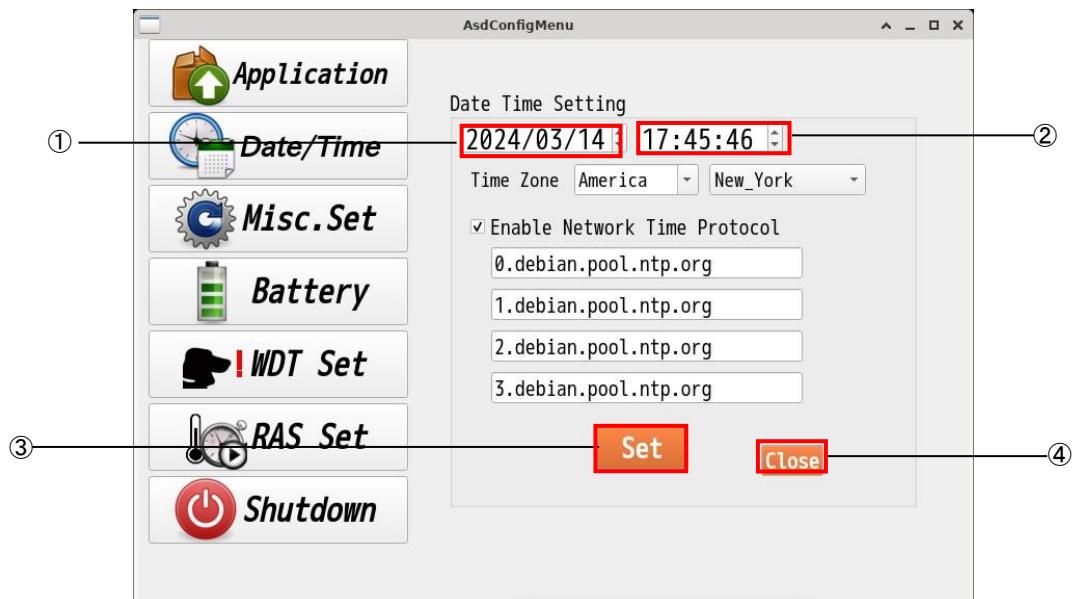 AsdConfigMenu
Application
Date/Time
Misc.Set
Battery
WDT Set
RAS Set
Shutdown
Date Time Setting
① 2024/03/14 17:45:46 ②
Time Zone America New_York
Enable Network Time Protocol
0.debian.pool.ntp.org
1.debian.pool.ntp.org
2.debian.pool.ntp.org
3.debian.pool.ntp.org
③ Set Close ④